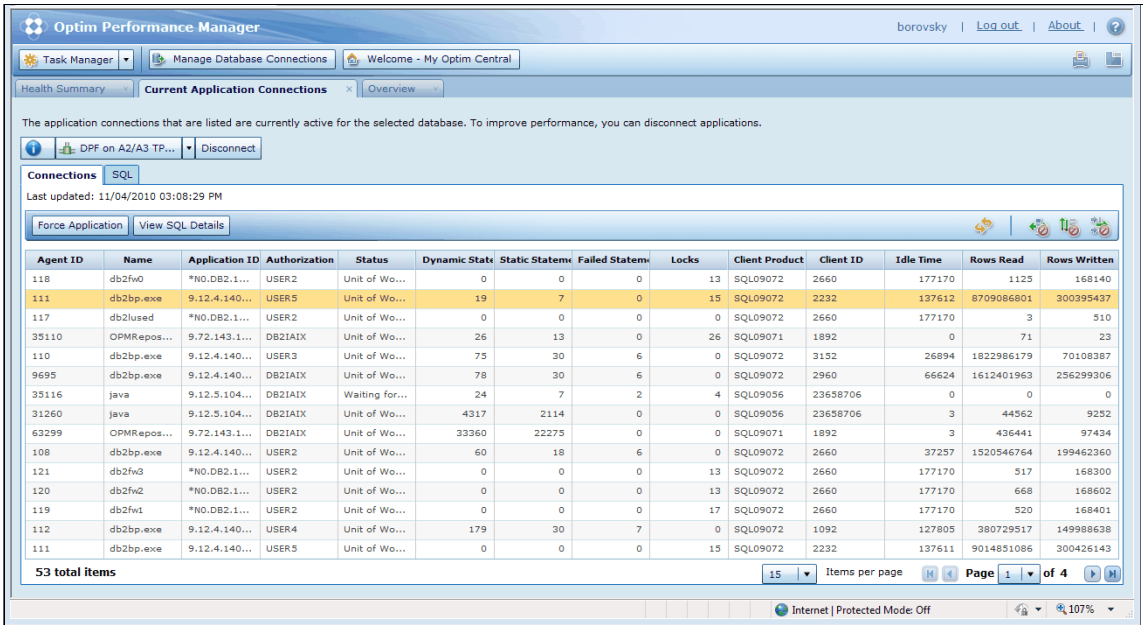 Optim Performance Manager borovsky | Log out | About | ?
Task Manager Manage Database Connections Welcome - My Optim Central
Health Summary Current Application Connections × Overview
The application connections that are listed are currently active for the selected database. To improve performance, you can disconnect applications.
DPF on A2/A3 TP... Disconnect
Connections SQL
Last updated: 11/04/2010 03:08:29 PM
Force Application View SQL Details
Agent ID Name Application ID Authorization Status Dynamic State Static Stateme Failed Stateme Locks Client Product Client ID Idle Time Rows Read Rows Written
118 db2fw0 *N0.DB2.1... USER2 Unit of Wo... 0 0 0 13 SQL09072 2660 177170 1125 168140
111 db2bp.exe 9.12.4.140... USER5 Unit of Wo... 19 7 0 15 SQL09072 2232 137612 8709086801 300395437
117 db2lused *N0.DB2.1... USER2 Unit of Wo... 0 0 0 0 SQL09072 2660 177170 3 510
35110 OPMRepos... 9.72.143.1... DB2IAIX Unit of Wo... 26 13 0 26 SQL09071 1892 0 71 23
110 db2bp.exe 9.12.4.140... USER3 Unit of Wo... 75 30 6 0 SQL09072 3152 26894 1822986179 70108387
9695 db2bp.exe 9.12.4.140... DB2IAIX Unit of Wo... 78 30 6 0 SQL09072 2960 66624 1612401963 256299306
35116 java 9.12.5.104... DB2IAIX Waiting for... 24 7 2 4 SQL09056 23658706 0 0 0
31260 java 9.12.5.104... DB2IAIX Unit of Wo... 4317 2114 0 0 SQL09056 23658706 3 44562 9252
63299 OPMRepos... 9.72.143.1... DB2IAIX Unit of Wo... 33360 22275 0 0 SQL09071 1892 3 436441 97434
108 db2bp.exe 9.12.4.140... USER2 Unit of Wo... 60 18 6 0 SQL09072 2660 37257 1520546764 199462360
121 db2fw3 *N0.DB2.1... USER2 Unit of Wo... 0 0 0 13 SQL09072 2660 177170 517 168300
120 db2fw2 *N0.DB2.1... USER2 Unit of Wo... 0 0 0 13 SQL09072 2660 177170 668 168602
119 db2fw1 *N0.DB2.1... USER2 Unit of Wo... 0 0 0 17 SQL09072 2660 177170 520 168401
112 db2bp.exe 9.12.4.140... USER4 Unit of Wo... 179 30 7 0 SQL09072 1092 127805 380729517 149988638
111 db2bp.exe 9.12.4.140... USER5 Unit of Wo... 0 0 0 15 SQL09072 2232 137611 9014851086 300426143
53 total items 15 Items per page Page 1 of 4
Internet | Protected Mode: Off 107%